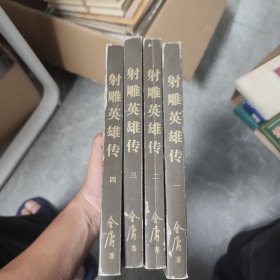 射雕英雄传 四 金庸 著
射雕英雄传 三 金庸 著
射雕英雄传 二 金庸 著
射雕英雄传 一 金庸 著